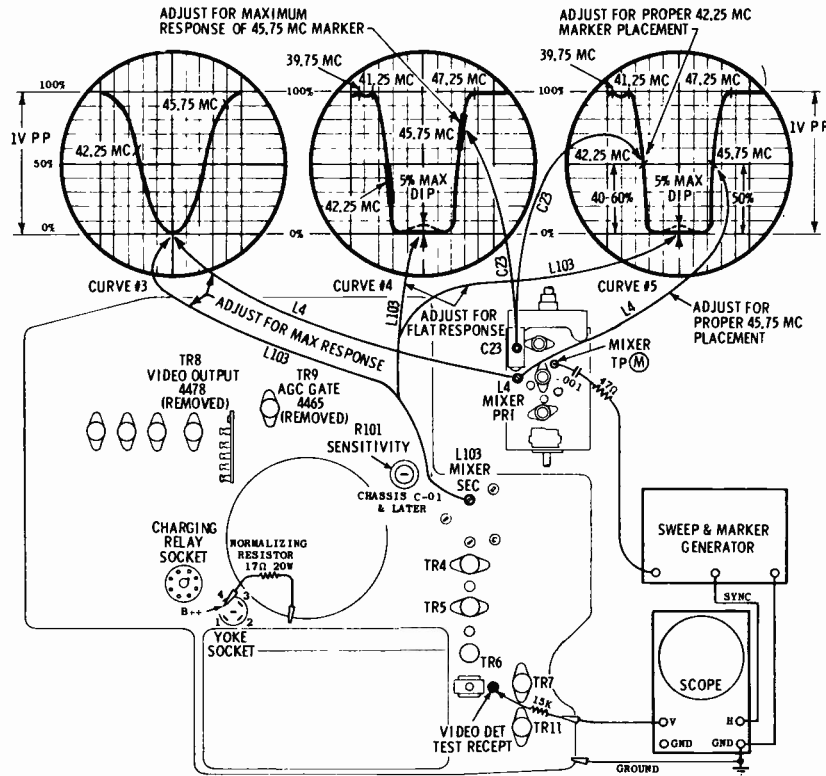 ADJUST FOR MAXIMUM
RESPONSE OF 45.75 MC MARKER
ADJUST FOR PROPER 42.25 MC
MARKER PLACEMENT
39.75 MC
41.25 MC
47.25 MC
39.75 MC
41.25 MC
47.25 MC
100%
45.75 MC
100%
100%
1V PP
42.25 MC
50%
45.75 MC
42.25 MC
5% MAX
DIP
42.25 MC
45.75 MC
5% MAX
DIP
40-60%
50%
1V PP
0%
0%
0%
C23
C23
L103
L103
L4
CURVE #3
CURVE #4
CURVE #5
L4
ADJUST FOR MAX RESPONSE
L103
ADJUST FOR
FLAT RESPONSE
ADJUST FOR
PROPER 45.75 MC
PLACEMENT
C23
MIXER
TP M
L4
MIXER
PRI
.001
47Ω
TR8
VIDEO OUTPUT
4478
(REMOVED)
TR9
AGC GATE
4465
(REMOVED)
R101
SENSITIVITY
CHASSIS C-01
& LATER
L103
MIXER
SEC
CHARGING
RELAY
SOCKET
NORMALIZING
RESISTOR
17Ω 20W
B++
4
3
1
2
YOKE
SOCKET
TR4
TR5
TR6
TR7
15K
TR11
VIDEO DET
TEST RECEPT
SWEEP & MARKER
GENERATOR
SYNC
SCOPE
V
H
GND
GND
GROUND